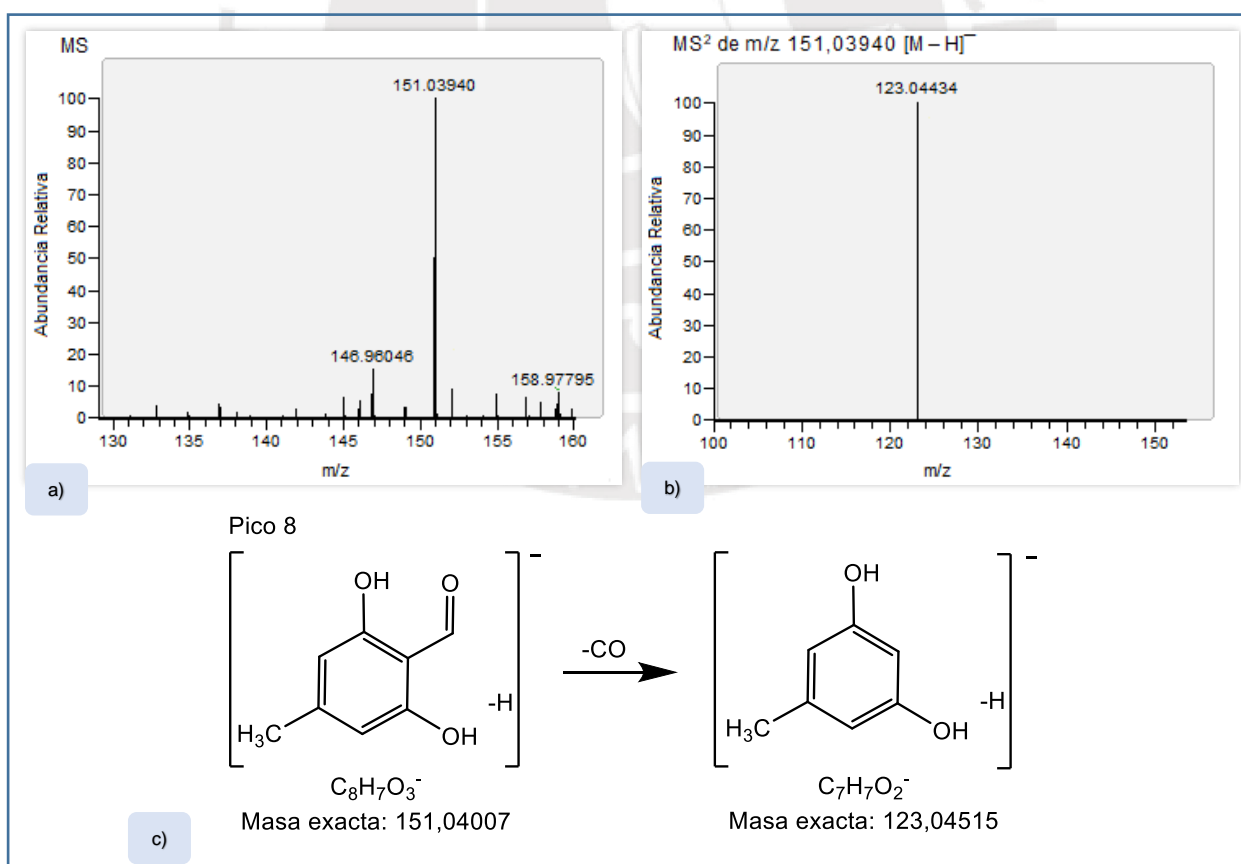 MS
151.03940
146.96046
158.97795
100
90
80
70
60
50
40
30
20
10
0
Abundancia Relativa
130 135 140 145 150 155 160
m/z
a)
MS² de m/z 151,03940 [M – H]⁻
123.04434
100
90
80
70
60
50
40
30
20
10
0
Abundancia Relativa
100 110 120 130 140 150
m/z
b)
Pico 8
OH O
H₃C OH
-H
−
C₈H₇O₃⁻
Masa exacta: 151,04007
-CO
OH
H₃C OH
-H
−
C₇H₇O₂⁻
Masa exacta: 123,04515
c)